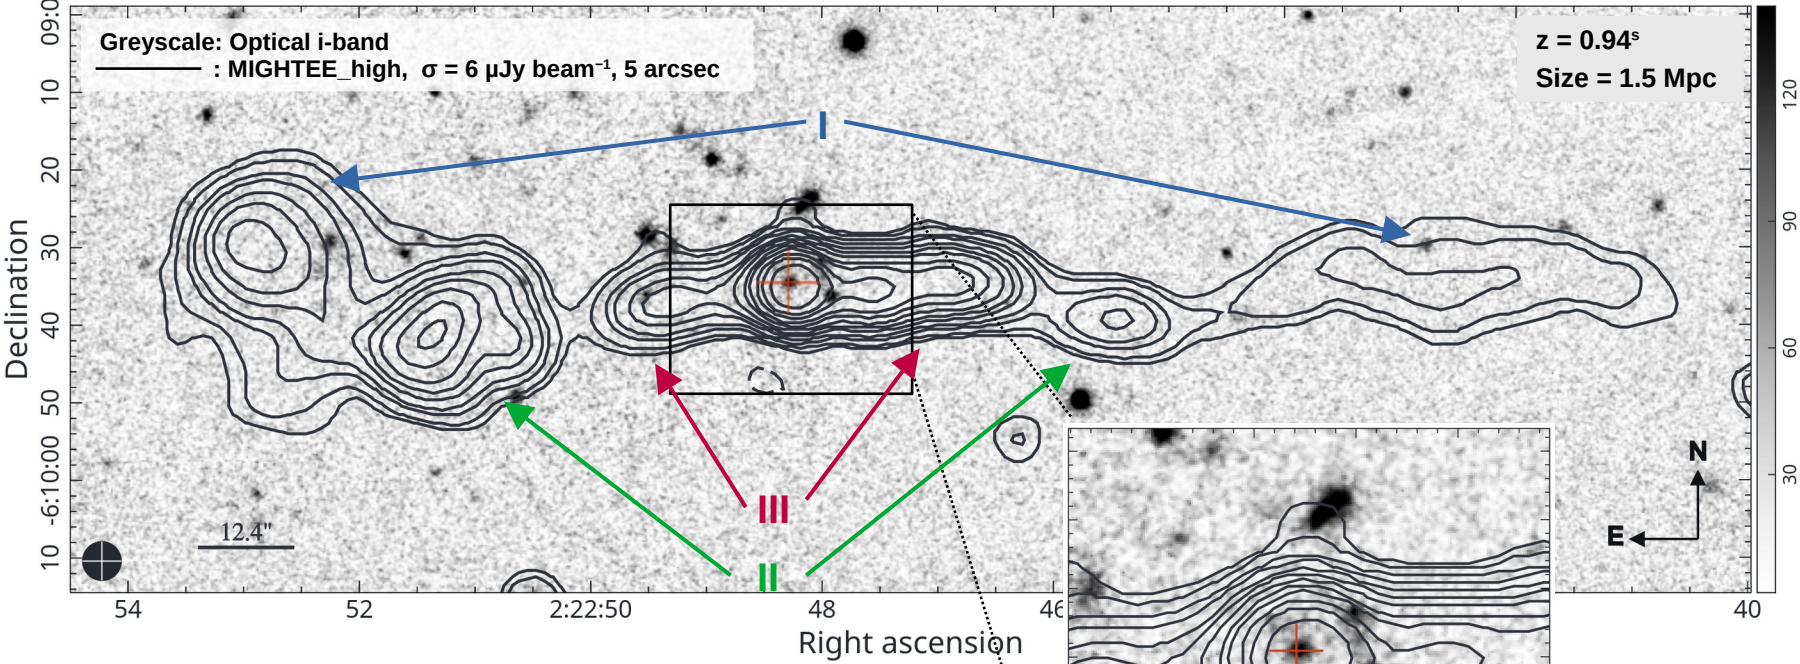 Greyscale: Optical i-band
: MIGHTEE_high, σ = 6 µJy beam⁻¹, 5 arcsec
z = 0.94ˢ
Size = 1.5 Mpc
I
III
II
12.4"
N
E
Declination
09:0
10
20
30
40
50
-6:10:00
10
54
52
2:22:50
48
46
40
Right ascension
120
90
60
30